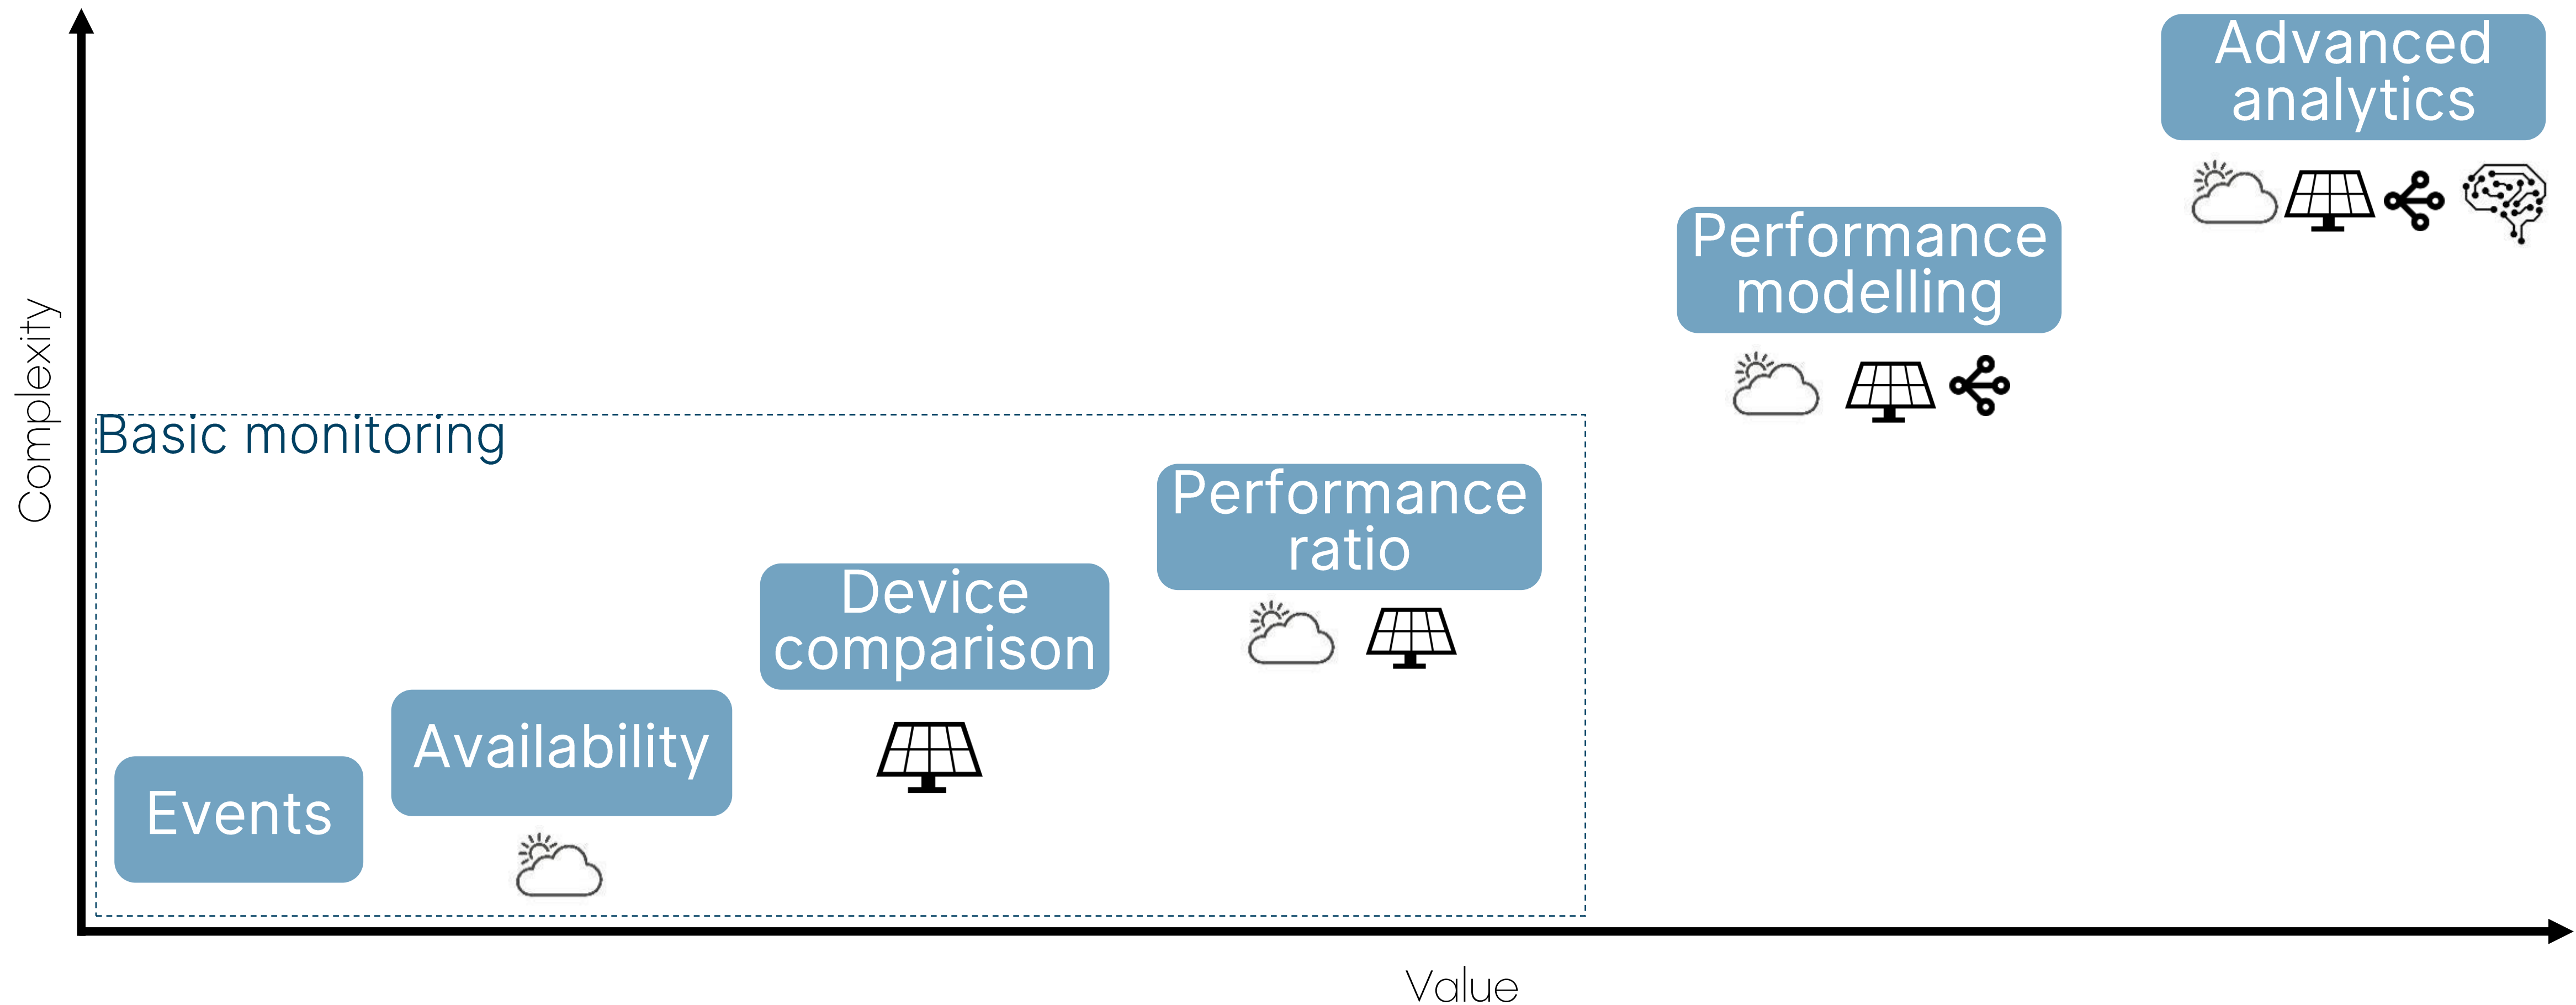 Advanced
analytics
Performance
modelling
Complexity
Basic monitoring
Performance
ratio
Device
comparison
Availability
Events
Value